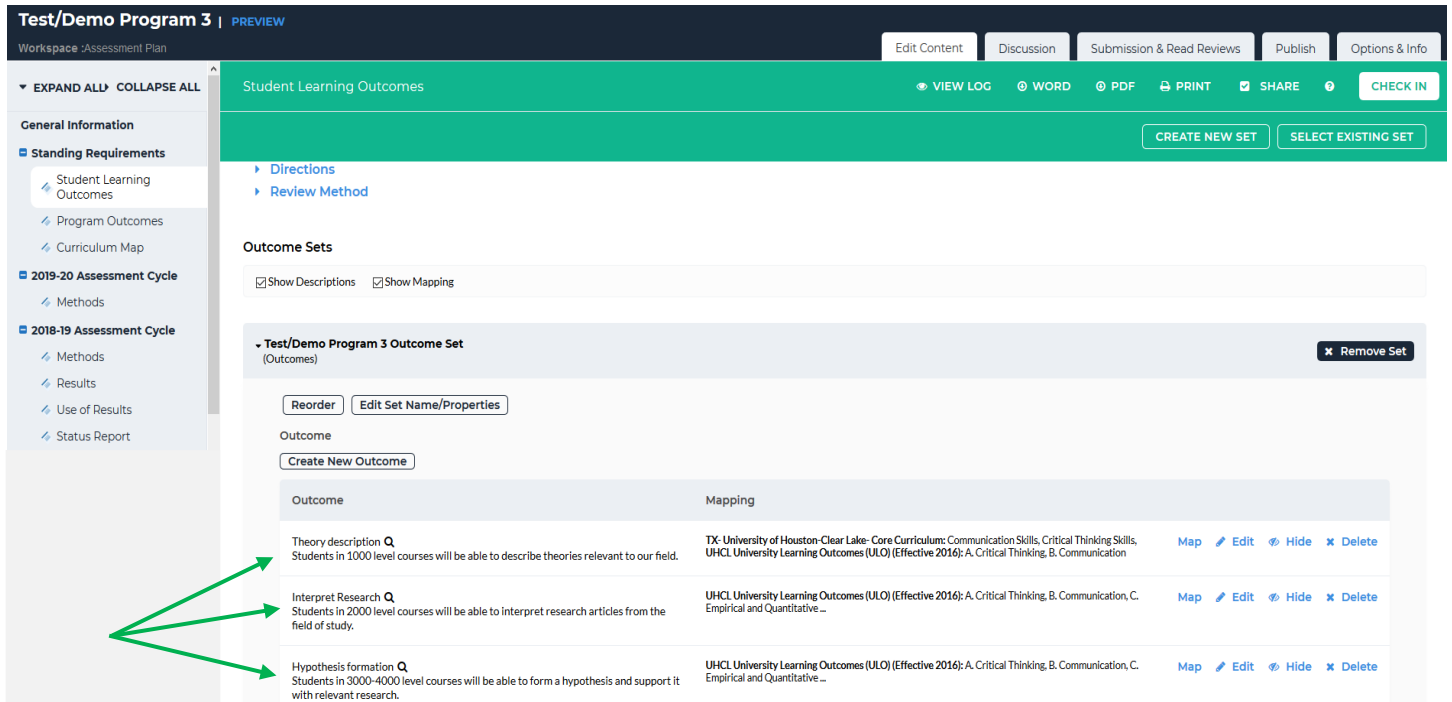 Test/Demo Program 3 | PREVIEW
Workspace :Assessment Plan
Edit Content
Discussion
Submission & Read Reviews
Publish
Options & Info
EXPAND ALL COLLAPSE ALL
General Information
Standing Requirements
Student Learning
Outcomes
Program Outcomes
Curriculum Map
2019-20 Assessment Cycle
Methods
2018-19 Assessment Cycle
Methods
Results
Use of Results
Status Report
Student Learning Outcomes
VIEW LOG
WORD
PDF
PRINT
SHARE
CHECK IN
CREATE NEW SET
SELECT EXISTING SET
Directions
Review Method
Outcome Sets
Show Descriptions Show Mapping
Test/Demo Program 3 Outcome Set
(Outcomes)
Remove Set
Reorder
Edit Set Name/Properties
Outcome
Create New Outcome
Outcome
Mapping
Theory description
Students in 1000 level courses will be able to describe theories relevant to our field.
TX- University of Houston-Clear Lake- Core Curriculum: Communication Skills, Critical Thinking Skills,
UHCL University Learning Outcomes (ULO) (Effective 2016): A. Critical Thinking, B. Communication
Map Edit Hide Delete
Interpret Research
Students in 2000 level courses will be able to interpret research articles from the
field of study.
UHCL University Learning Outcomes (ULO) (Effective 2016): A. Critical Thinking, B. Communication, C.
Empirical and Quantitative ...
Map Edit Hide Delete
Hypothesis formation
Students in 3000-4000 level courses will be able to form a hypothesis and support it
with relevant research.
UHCL University Learning Outcomes (ULO) (Effective 2016): A. Critical Thinking, B. Communication, C.
Empirical and Quantitative ...
Map Edit Hide Delete